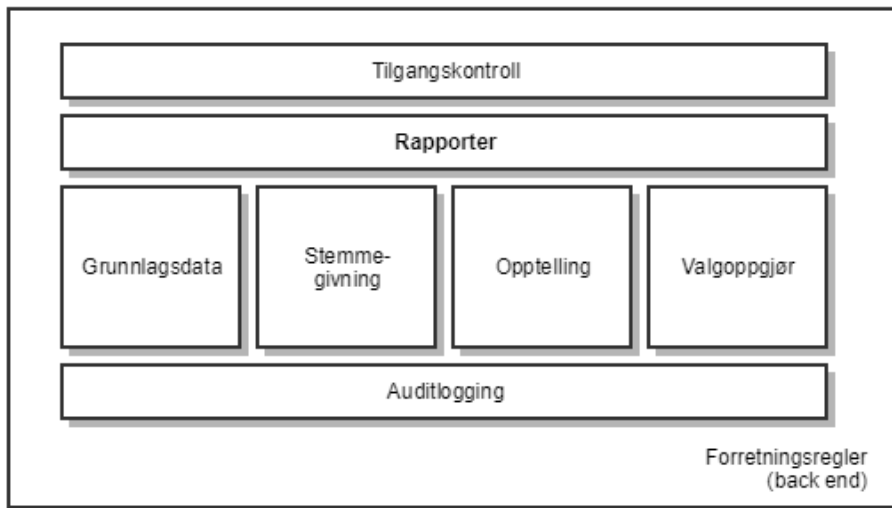 Tilgangskontroll
Rapporter
Grunnlagsdata
Stemme-
givning
Opptelling
Valgoppgjør
Auditlogging
Forretningsregler
(back end)